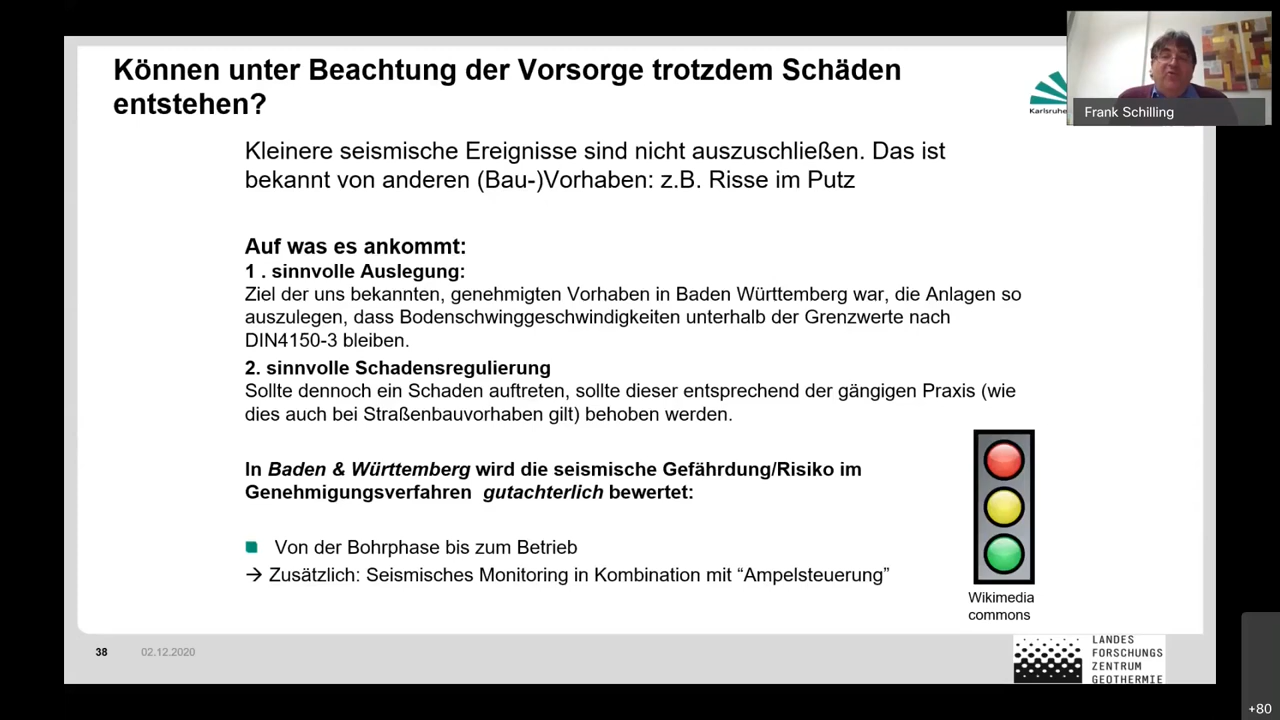 Können unter Beachtung der Vorsorge trotzdem Schäden
entstehen?
Karlsruhe
Frank Schilling
Kleinere seismische Ereignisse sind nicht auszuschließen. Das ist
bekannt von anderen (Bau-)Vorhaben: z.B. Risse im Putz
Auf was es ankommt:
1 . sinnvolle Auslegung:
Ziel der uns bekannten, genehmigten Vorhaben in Baden Württemberg war, die Anlagen so
auszulegen, dass Bodenschwinggeschwindigkeiten unterhalb der Grenzwerte nach
DIN4150-3 bleiben.
2. sinnvolle Schadensregulierung
Sollte dennoch ein Schaden auftreten, sollte dieser entsprechend der gängigen Praxis (wie
dies auch bei Straßenbauvorhaben gilt) behoben werden.
In Baden & Württemberg wird die seismische Gefährdung/Risiko im
Genehmigungsverfahren gutachterlich bewertet:
Von der Bohrphase bis zum Betrieb
→ Zusätzlich: Seismisches Monitoring in Kombination mit “Ampelsteuerung”
Wikimedia
commons
38
02.12.2020
LANDES
FORSCHUNGS
ZENTRUM
GEOTHERMIE
+80